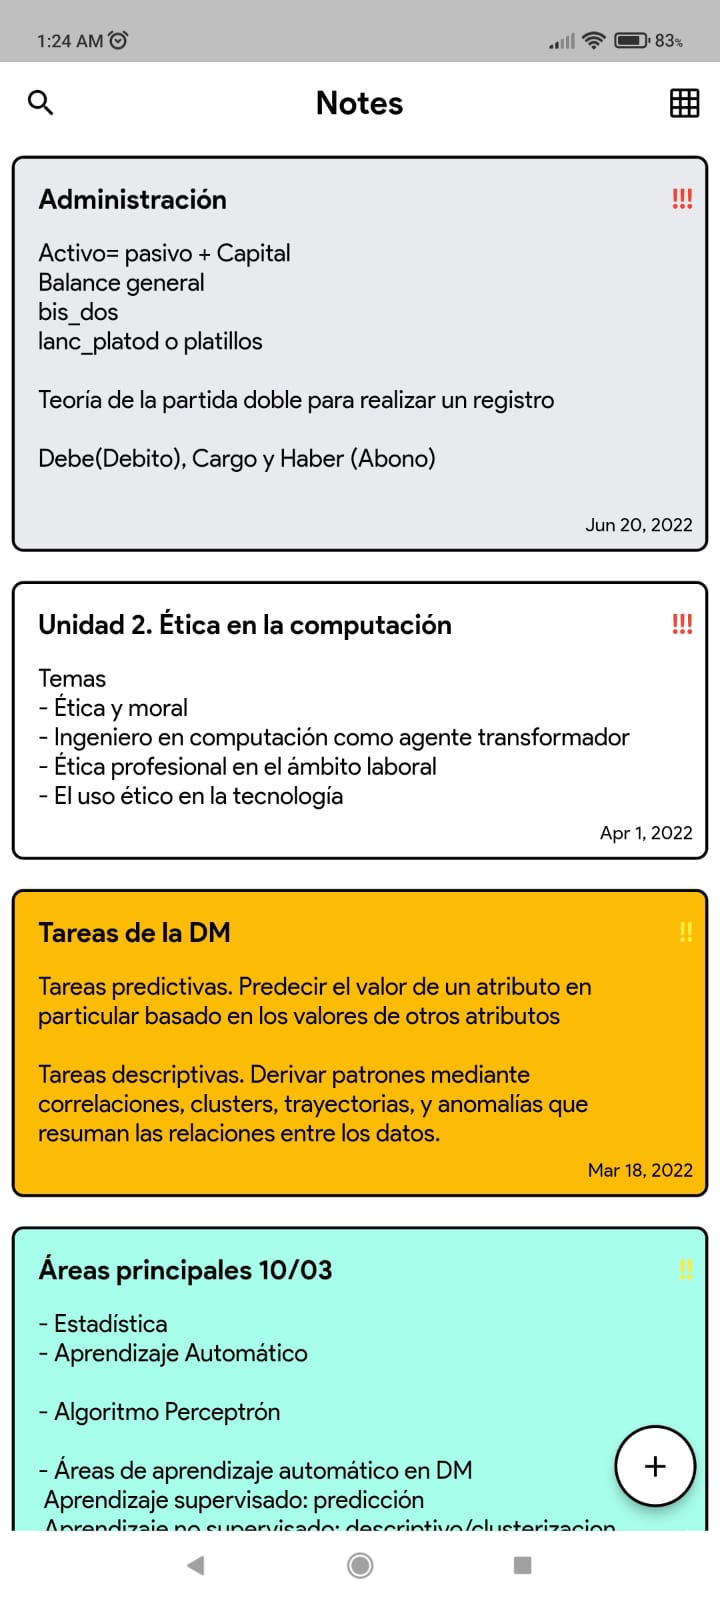 1:24 AM
83%
Notes
Administración
!!!
Activo= pasivo + Capital
Balance general
bis_dos
lanc_platod o platillos
Teoría de la partida doble para realizar un registro
Debe(Debito), Cargo y Haber (Abono)
Jun 20, 2022
Unidad 2. Ética en la computación
!!!
Temas
- Ética y moral
- Ingeniero en computación como agente transformador
- Ética profesional en el ámbito laboral
- El uso ético en la tecnología
Apr 1, 2022
Tareas de la DM
!!
Tareas predictivas. Predecir el valor de un atributo en
particular basado en los valores de otros atributos
Tareas descriptivas. Derivar patrones mediante
correlaciones, clusters, trayectorias, y anomalías que
resuman las relaciones entre los datos.
Mar 18, 2022
Áreas principales 10/03
!!
- Estadística
- Aprendizaje Automático
- Algoritmo Perceptrón
- Áreas de aprendizaje automático en DM
Aprendizaje supervisado: predicción
Aprendizaje no supervisado: descriptivo/clusterizacion
+